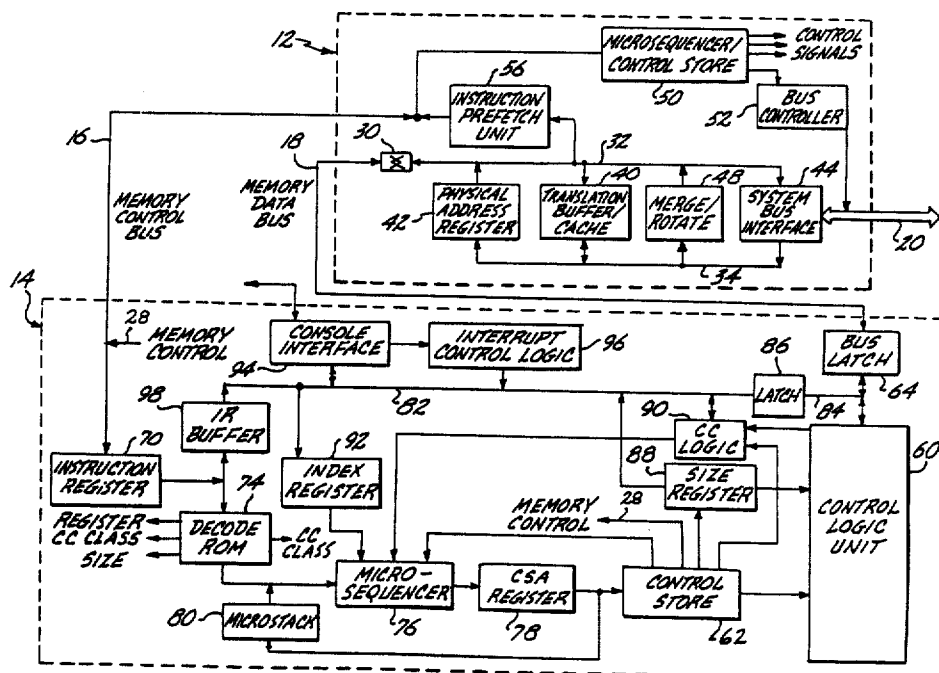 12
MICROSEQUENCER/
CONTROL STORE
CONTROL
SIGNALS
56
50
INSTRUCTION
PREFETCH
UNIT
52
BUS
CONTROLLER
16
18
30
32
40
48
44
MEMORY
CONTROL
BUS
MEMORY
DATA
BUS
42
PHYSICAL
ADDRESS
REGISTER
TRANSLATION
BUFFER/
CACHE
MERGE/
ROTATE
SYSTEM
BUS
INTERFACE
20
34
14
28
MEMORY
CONTROL
CONSOLE
INTERFACE
94
INTERRUPT
CONTROL LOGIC
96
86
LATCH
BUS
LATCH
64
84
98
IR
BUFFER
82
90
CC
LOGIC
70
INSTRUCTION
REGISTER
92
INDEX
REGISTER
88
SIZE
REGISTER
60
CONTROL
LOGIC
UNIT
74
DECODE
ROM
REGISTER
CC CLASS
SIZE
CC
CLASS
MEMORY
CONTROL
28
MICRO-
SEQUENCER
76
CSA
REGISTER
78
CONTROL
STORE
62
80
MICROSTACK